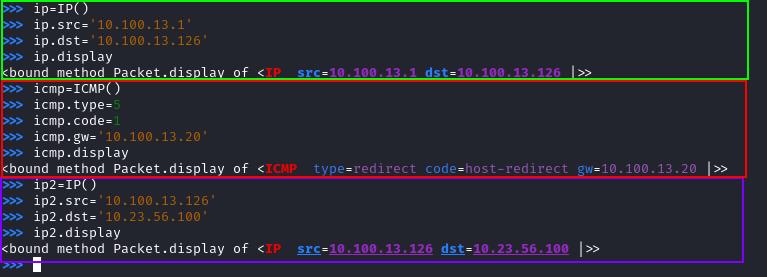 >>> ip=IP()
>>> ip.src='10.100.13.1'
>>> ip.dst='10.100.13.126'
>>> ip.display
<bound method Packet.display of <IP  src=10.100.13.1 dst=10.100.13.126 |>>
>>> icmp=ICMP()
>>> icmp.type=5
>>> icmp.code=1
>>> icmp.gw='10.100.13.20'
>>> icmp.display
<bound method Packet.display of <ICMP  type=redirect code=host-redirect gw=10.100.13.20 |>>
>>> ip2=IP()
>>> ip2.src='10.100.13.126'
>>> ip2.dst='10.23.56.100'
>>> ip2.display
<bound method Packet.display of <IP  src=10.100.13.126 dst=10.23.56.100 |>>
>>>